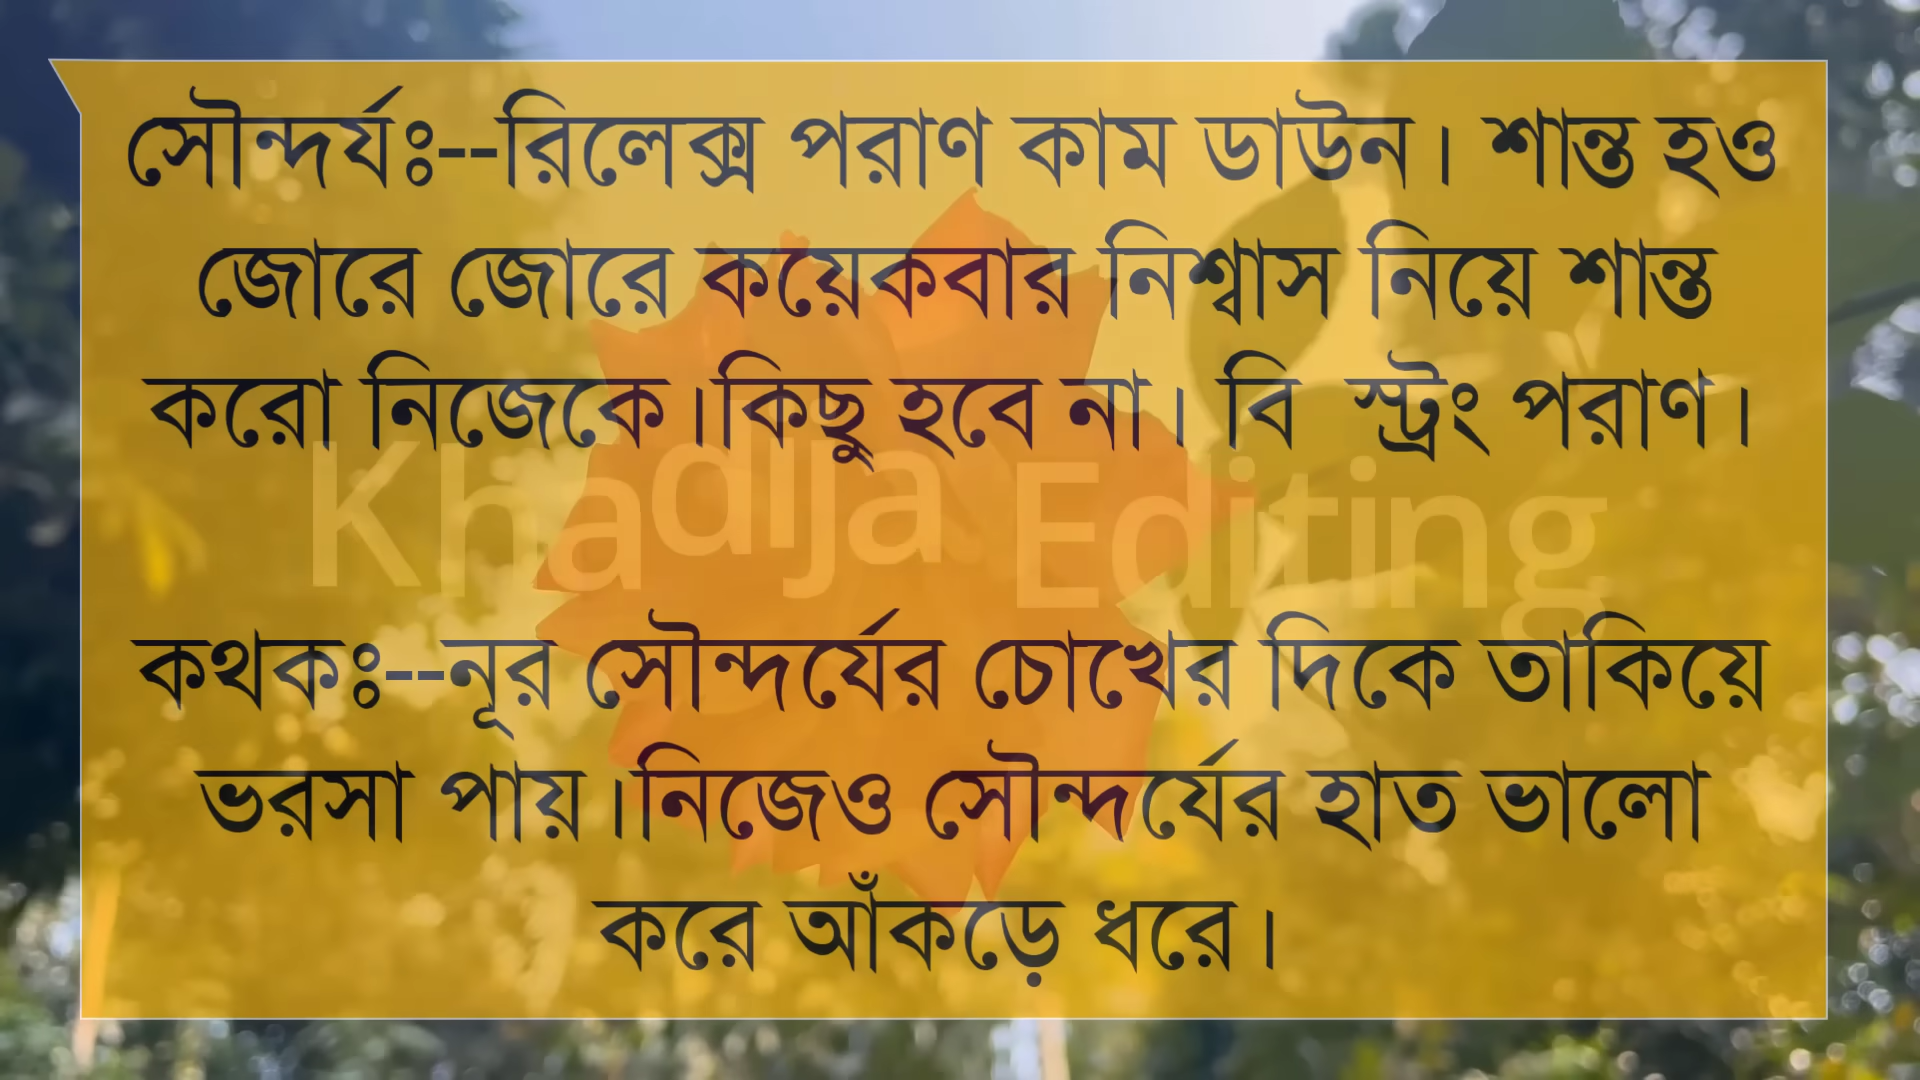 সৌন্দর্যঃ--রিলেক্স পরাণ কাম ডাউন। শান্ত হও
জোরে জোরে কয়েকবার নিশ্বাস নিয়ে শান্ত
করো নিজেকে।কিছু হবে না। বি স্ট্রং পরাণ।
Khadija Editing
কথকঃ--নূর সৌন্দর্যের চোখের দিকে তাকিয়ে
ভরসা পায়।নিজেও সৌন্দর্যের হাত ভালো
করে আঁকড়ে ধরে।